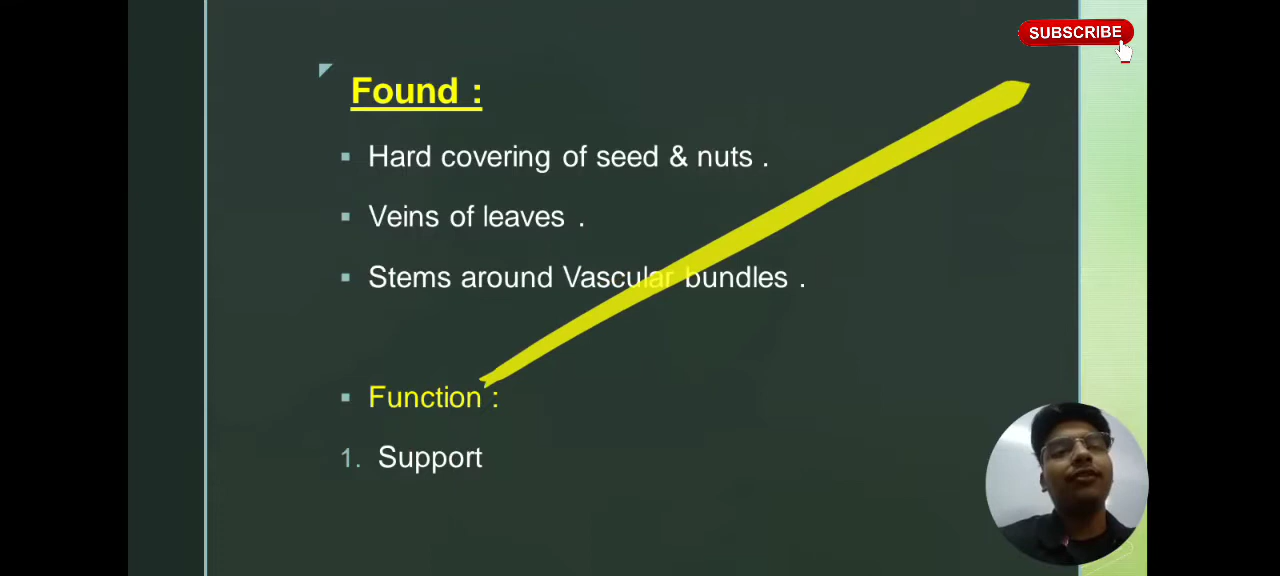 SUBSCRIBE
Found :
▪ Hard covering of seed & nuts .
▪ Veins of leaves .
▪ Stems around Vascular bundles .
▪ Function :
1. Support